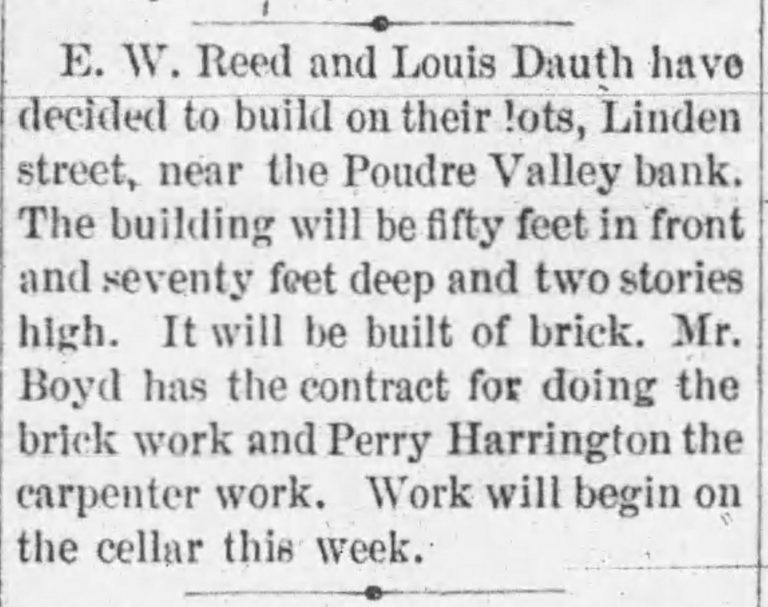 E. W. Reed and Louis Dauth have
decided to build on their lots, Linden
street, near the Poudre Valley bank.
The building will be fifty feet in front
and seventy feet deep and two stories
high. It will be built of brick. Mr.
Boyd has the contract for doing the
brick work and Perry Harrington the
carpenter work. Work will begin on
the cellar this week.